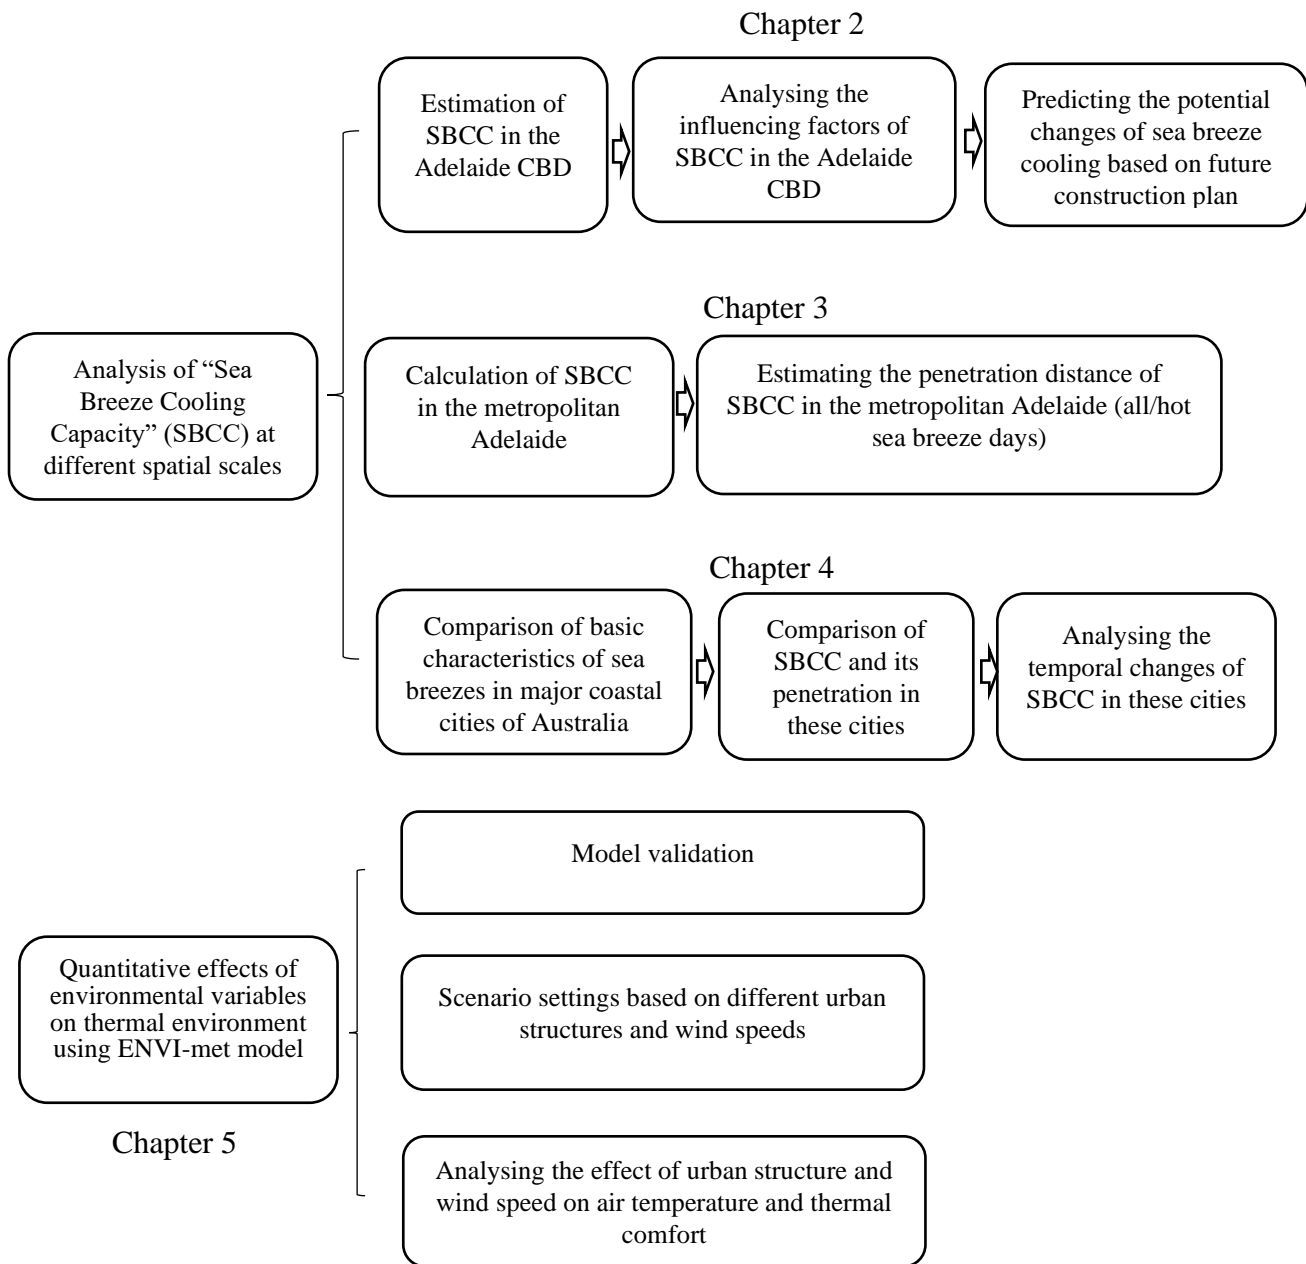 Chapter 2
Estimation of
SBCC in the
Adelaide CBD
Analysing the
influencing factors of
SBCC in the Adelaide
CBD
Predicting the potential
changes of sea breeze
cooling based on future
construction plan
Chapter 3
Analysis of “Sea
Breeze Cooling
Capacity” (SBCC) at
different spatial scales
Calculation of SBCC
in the metropolitan
Adelaide
Estimating the penetration distance of
SBCC in the metropolitan Adelaide (all/hot
sea breeze days)
Chapter 4
Comparison of basic
characteristics of sea
breezes in major coastal
cities of Australia
Comparison of
SBCC and its
penetration in
these cities
Analysing the
temporal changes of
SBCC in these cities
Model validation
Quantitative effects of
environmental variables
on thermal environment
using ENVI-met model
Scenario settings based on different urban
structures and wind speeds
Chapter 5
Analysing the effect of urban structure and
wind speed on air temperature and thermal
comfort